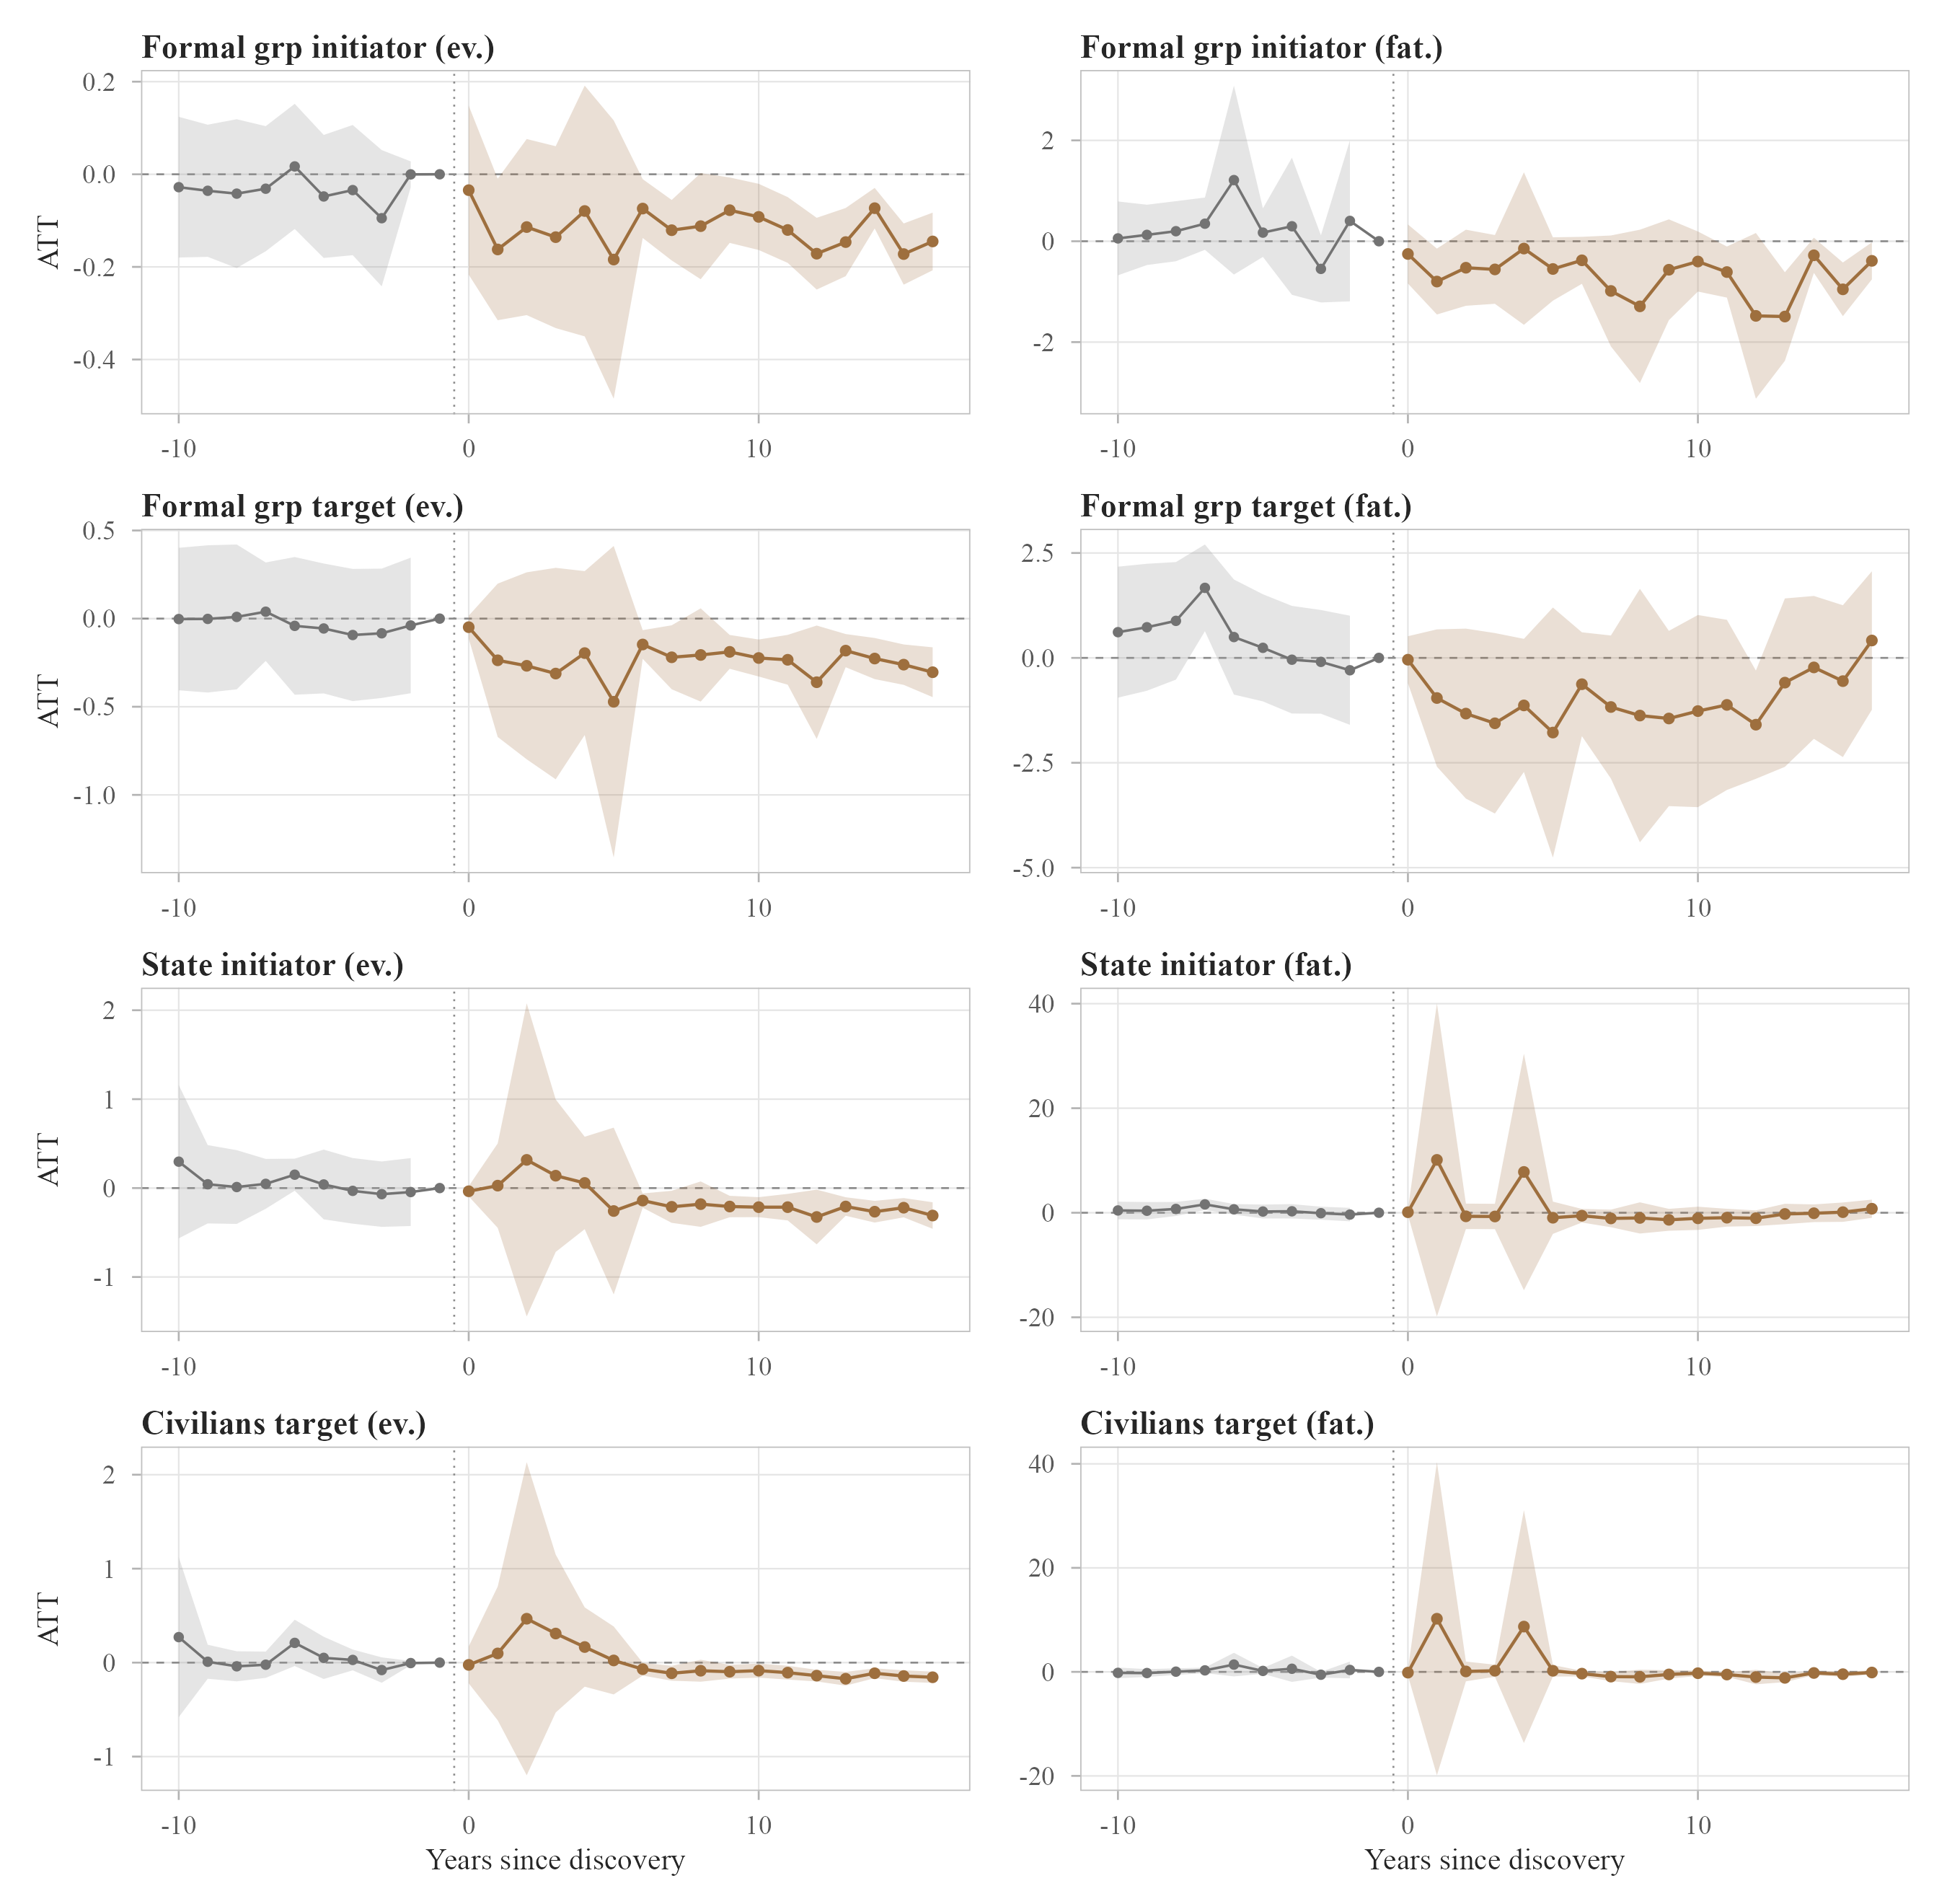 Formal grp initiator (ev.)
0.2
0.0
-0.2
-0.4
ATT
-10 0 10
Formal grp initiator (fat.)
2
0
-2
-10 0 10
Formal grp target (ev.)
0.5
0.0
-0.5
-1.0
ATT
-10 0 10
Formal grp target (fat.)
2.5
0.0
-2.5
-5.0
-10 0 10
State initiator (ev.)
2
1
0
-1
ATT
-10 0 10
State initiator (fat.)
40
20
0
-20
-10 0 10
Civilians target (ev.)
2
1
0
-1
ATT
-10 0 10
Years since discovery
Civilians target (fat.)
40
20
0
-20
-10 0 10
Years since discovery